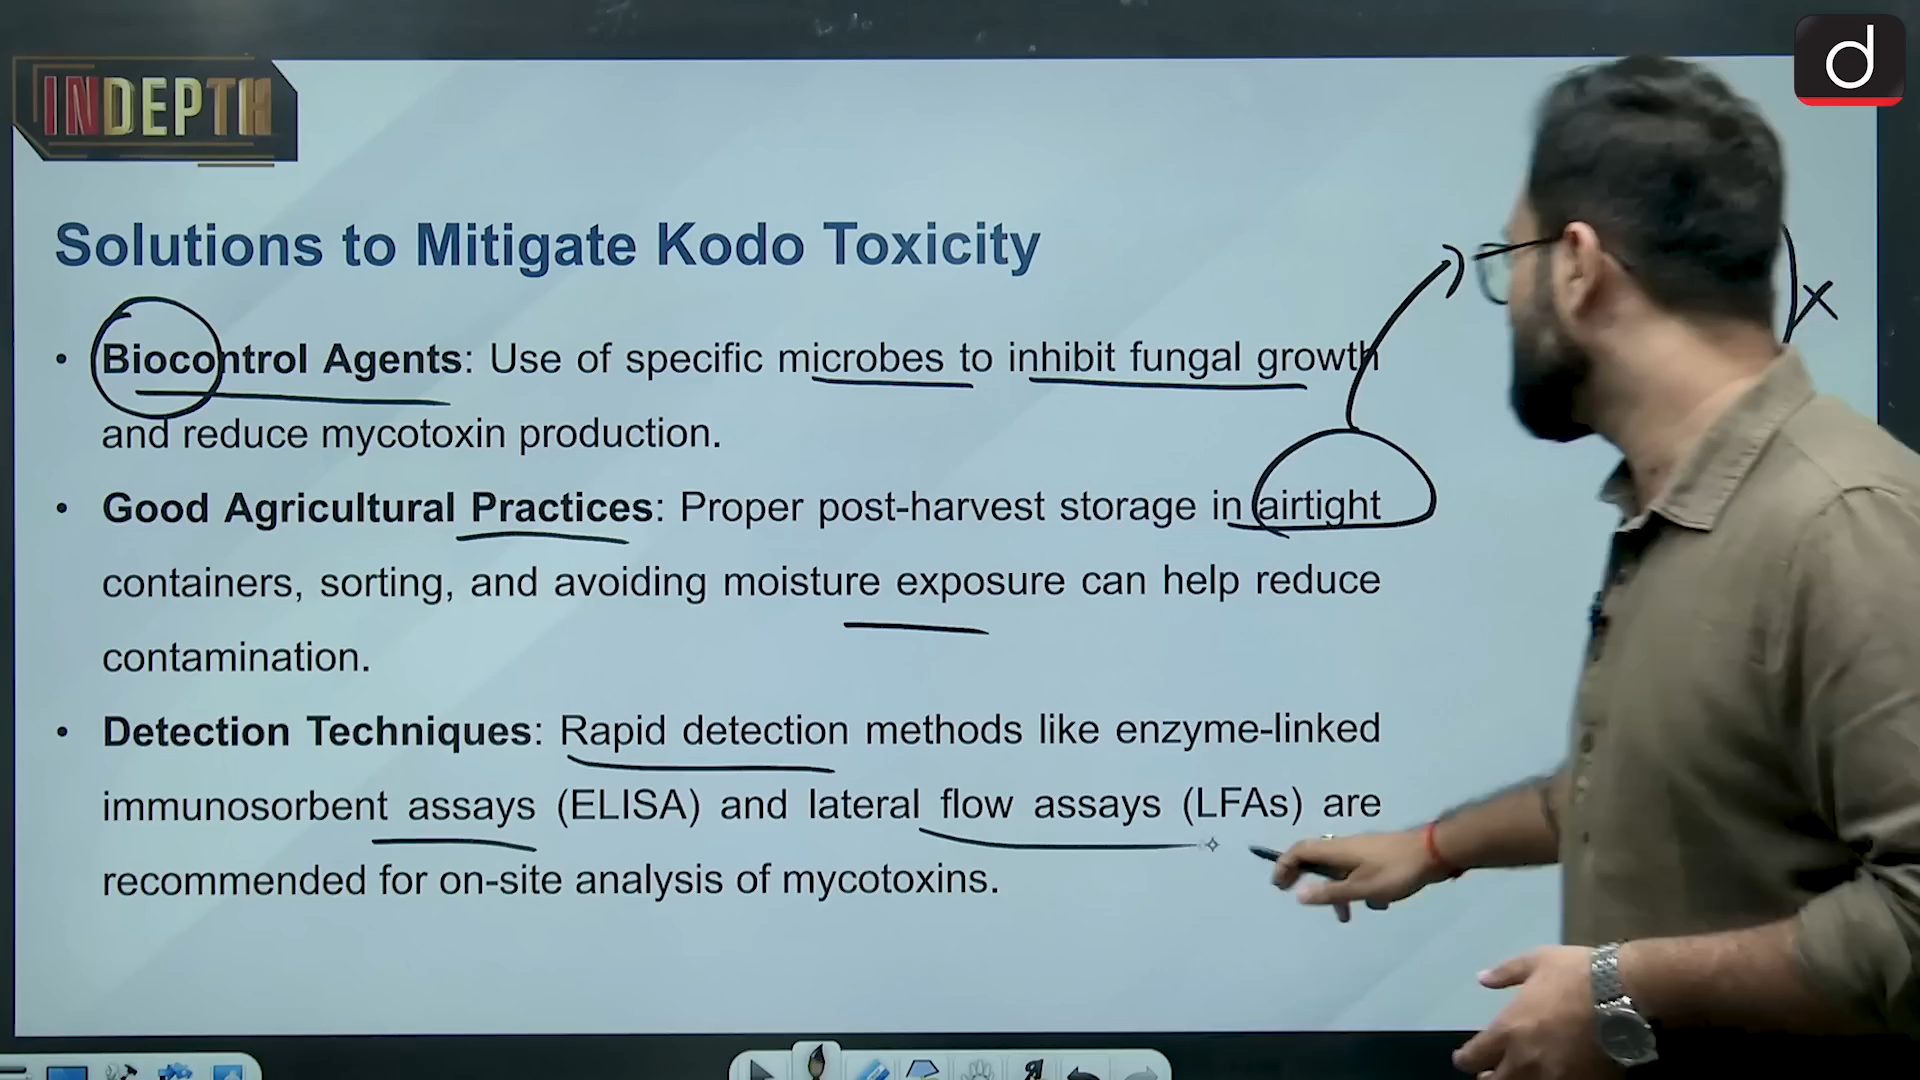 INDEPTH
d
Solutions to Mitigate Kodo Toxicity
• Biocontrol Agents: Use of specific microbes to inhibit fungal growth
and reduce mycotoxin production.
• Good Agricultural Practices: Proper post-harvest storage in airtight
containers, sorting, and avoiding moisture exposure can help reduce
contamination.
• Detection Techniques: Rapid detection methods like enzyme-linked
immunosorbent assays (ELISA) and lateral flow assays (LFAs) are
recommended for on-site analysis of mycotoxins.